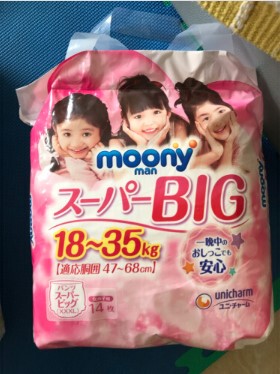 moony
man
スーパーBIG
18~35kg
【適応胴囲 47~68cm】
一晩中の
おしっこでも
安心
パンツ
スーパー
ビッグ
14枚
unicharm
ユニ・チャーム